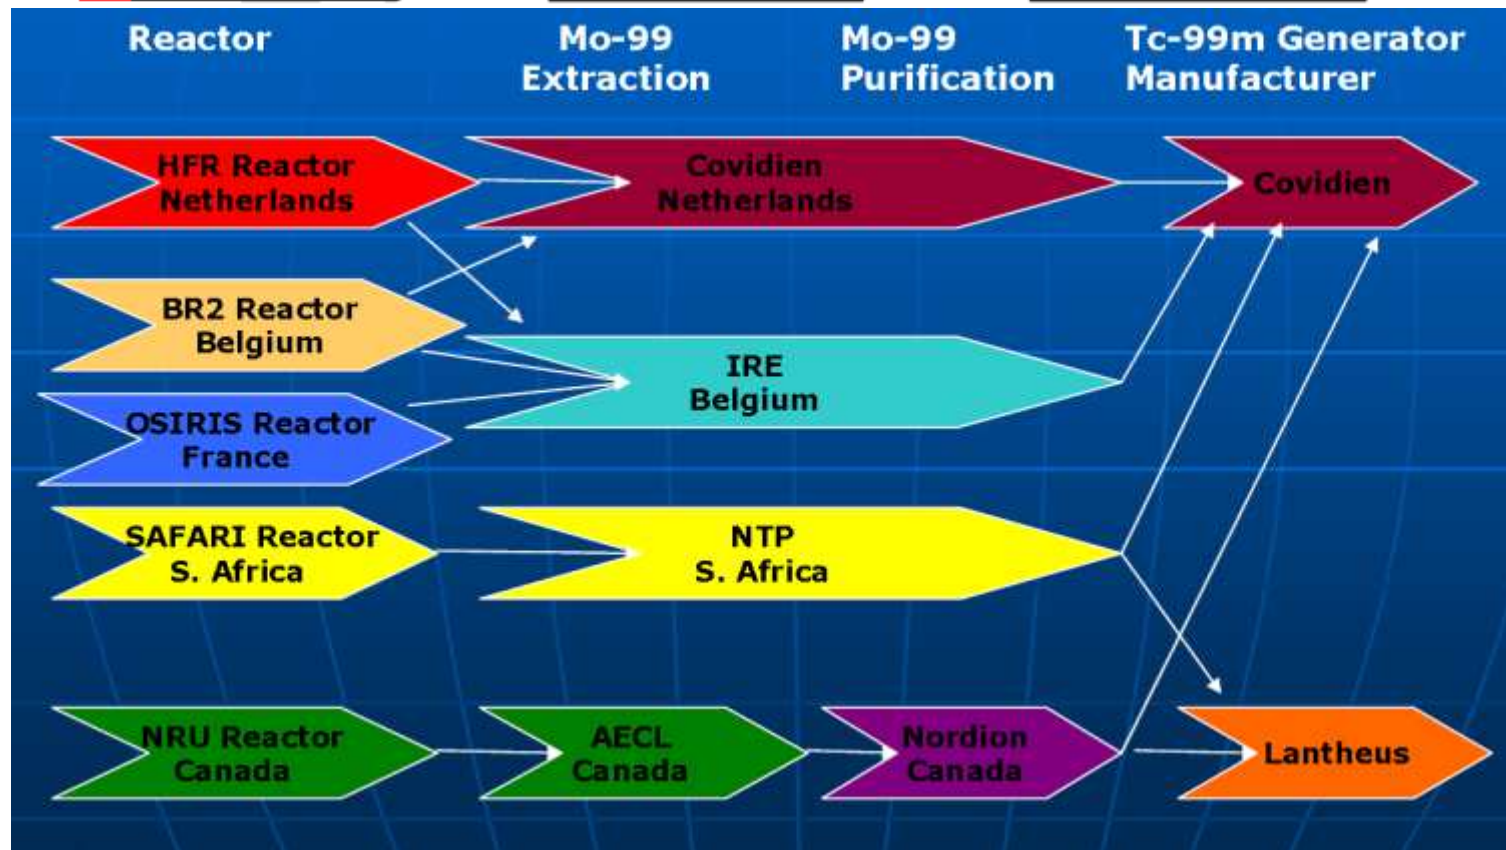 Reactor
Mo-99
Extraction
Mo-99
Purification
Tc-99m Generator
Manufacturer
HFR Reactor
Netherlands
Covidien
Netherlands
Covidien
BR2 Reactor
Belgium
IRE
Belgium
OSIRIS Reactor
France
SAFARI Reactor
S. Africa
NTP
S. Africa
NRU Reactor
Canada
AECL
Canada
Nordion
Canada
Lantheus